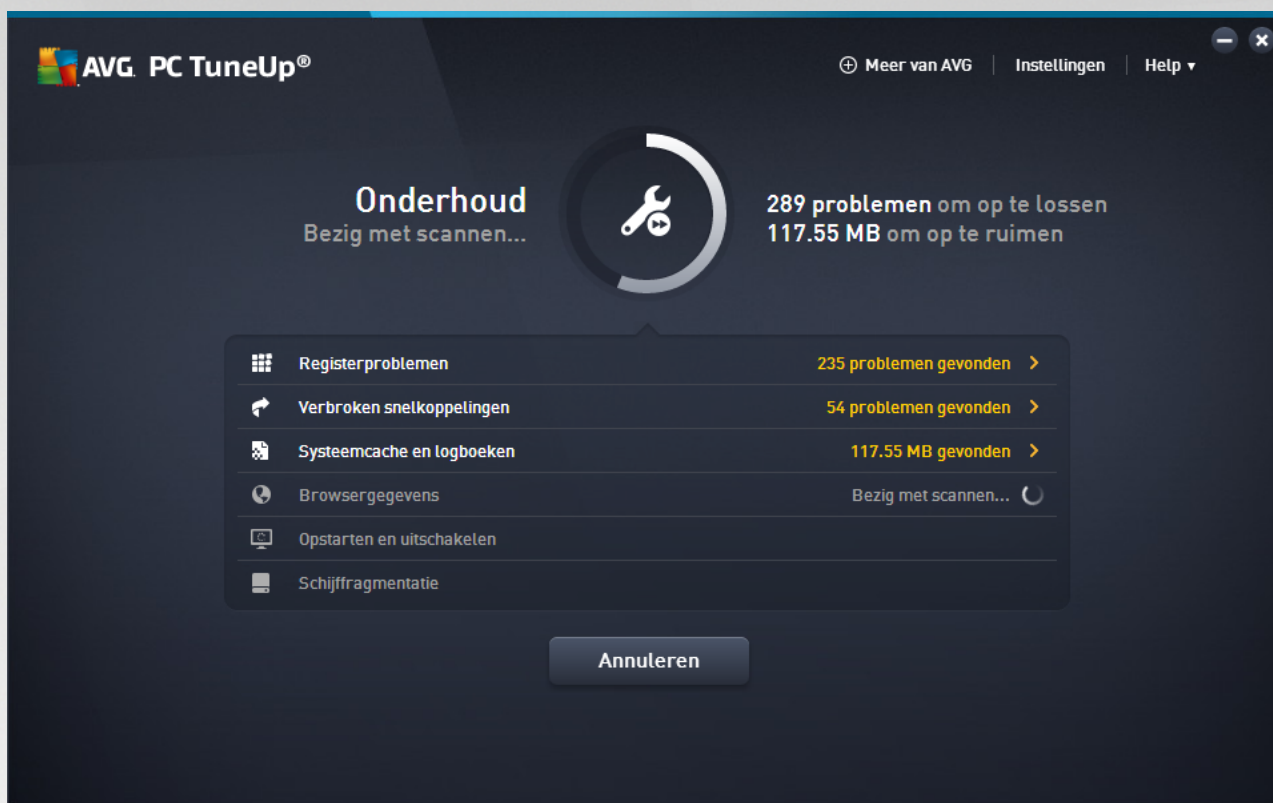 AVG. PC TuneUp®
Meer van AVG
Instellingen
Help
Onderhoud
Bezig met scannen...
289 problemen om op te lossen
117.55 MB om op te ruimen
Registerproblemen
235 problemen gevonden
Verbroken snelkoppelingen
54 problemen gevonden
Systeemcache en logboeken
117.55 MB gevonden
Browsergegevens
Bezig met scannen...
Opstarten en uitschakelen
Schijffragmentatie
Annuleren